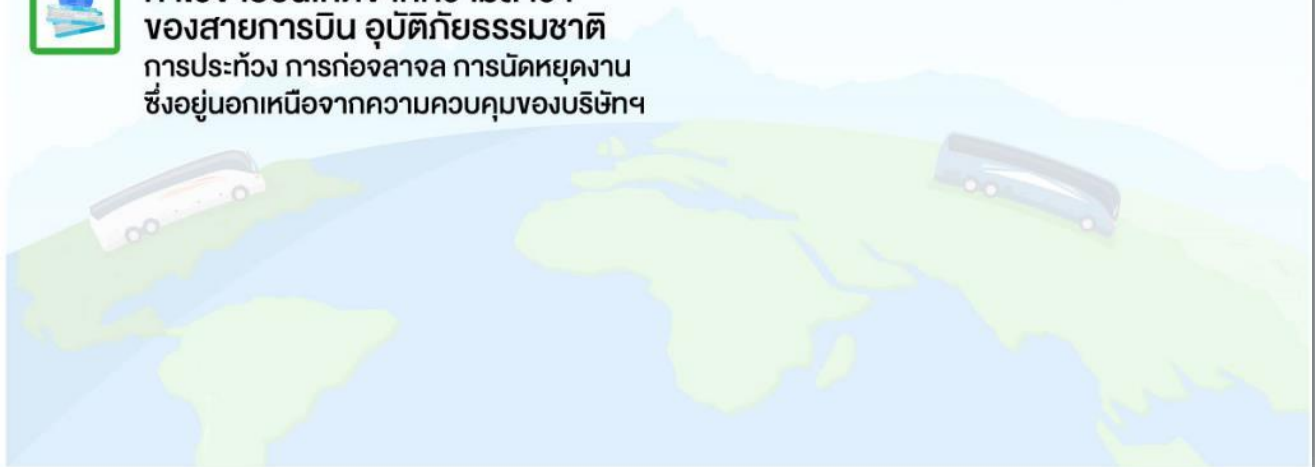 ของสายการบิน อุบัติภัยธรรมชาติ
การประท้วง การก่อจลาจล การนัดหยุดงาน
ซึ่งอยู่นอกเหนือจากความควบคุมของบริษัทฯ